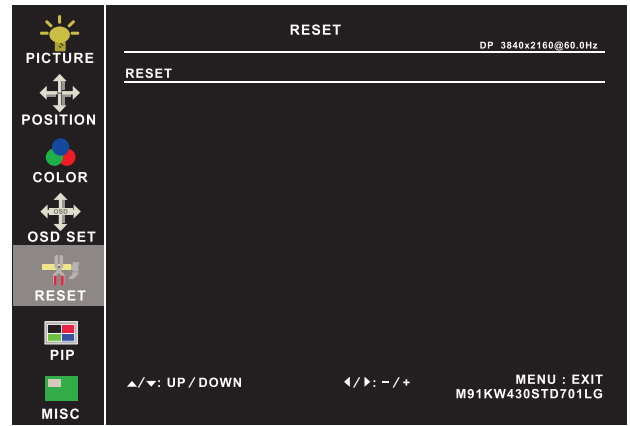 RESET
DP 3840x2160@60.0Hz
RESET
PICTURE
POSITION
COLOR
OSD
OSD SET
RESET
PIP
MISC
▲/▼: UP / DOWN
◀/▶: - / +
MENU : EXIT
M91KW430STD701LG